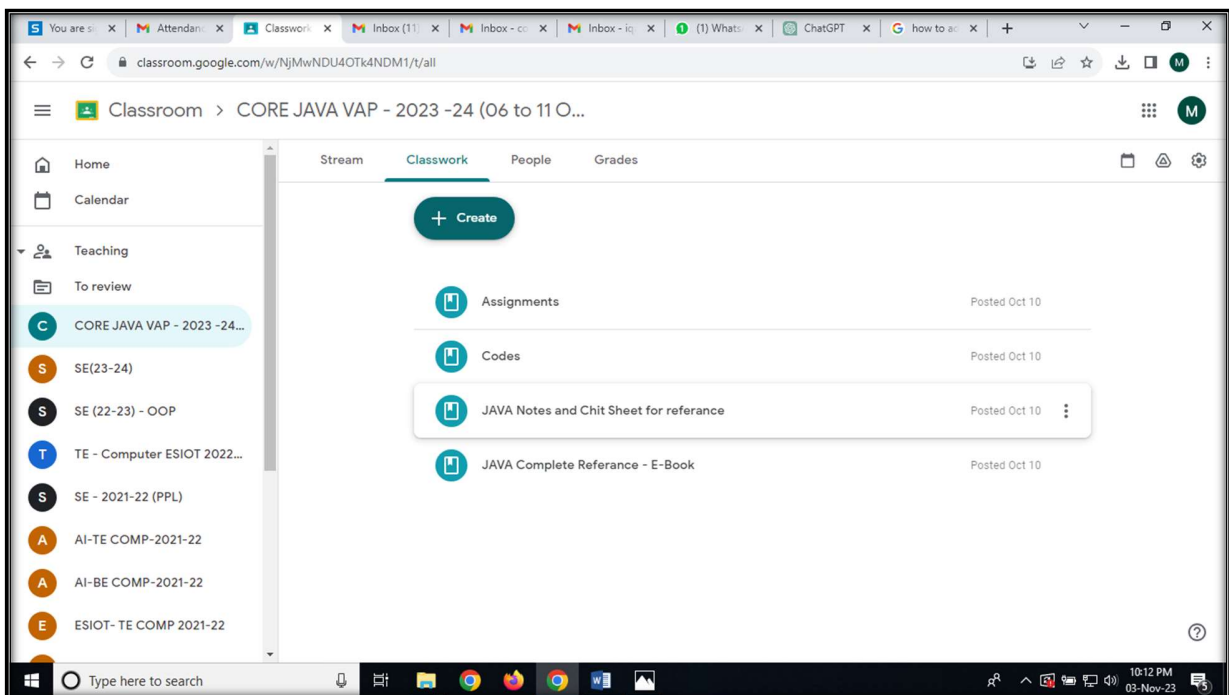 You are si
Attendanc
Classwork
Inbox (11
Inbox - co
Inbox - iq
(1) Whats
ChatGPT
how to ac
classroom.google.com/w/NjMwNDU4OTk4NDM1/t/all
M
Classroom > CORE JAVA VAP - 2023 -24 (06 to 11 O...
M
Home
Calendar
Teaching
To review
C CORE JAVA VAP - 2023 -24...
S SE(23-24)
S SE (22-23) - OOP
T TE - Computer ESIOT 2022...
S SE - 2021-22 (PPL)
A AI-TE COMP-2021-22
A AI-BE COMP-2021-22
E ESIOT- TE COMP 2021-22
Stream Classwork People Grades
+ Create
Assignments Posted Oct 10
Codes Posted Oct 10
JAVA Notes and Chit Sheet for referance Posted Oct 10
JAVA Complete Referance - E-Book Posted Oct 10
Type here to search
10:12 PM
03-Nov-23
5